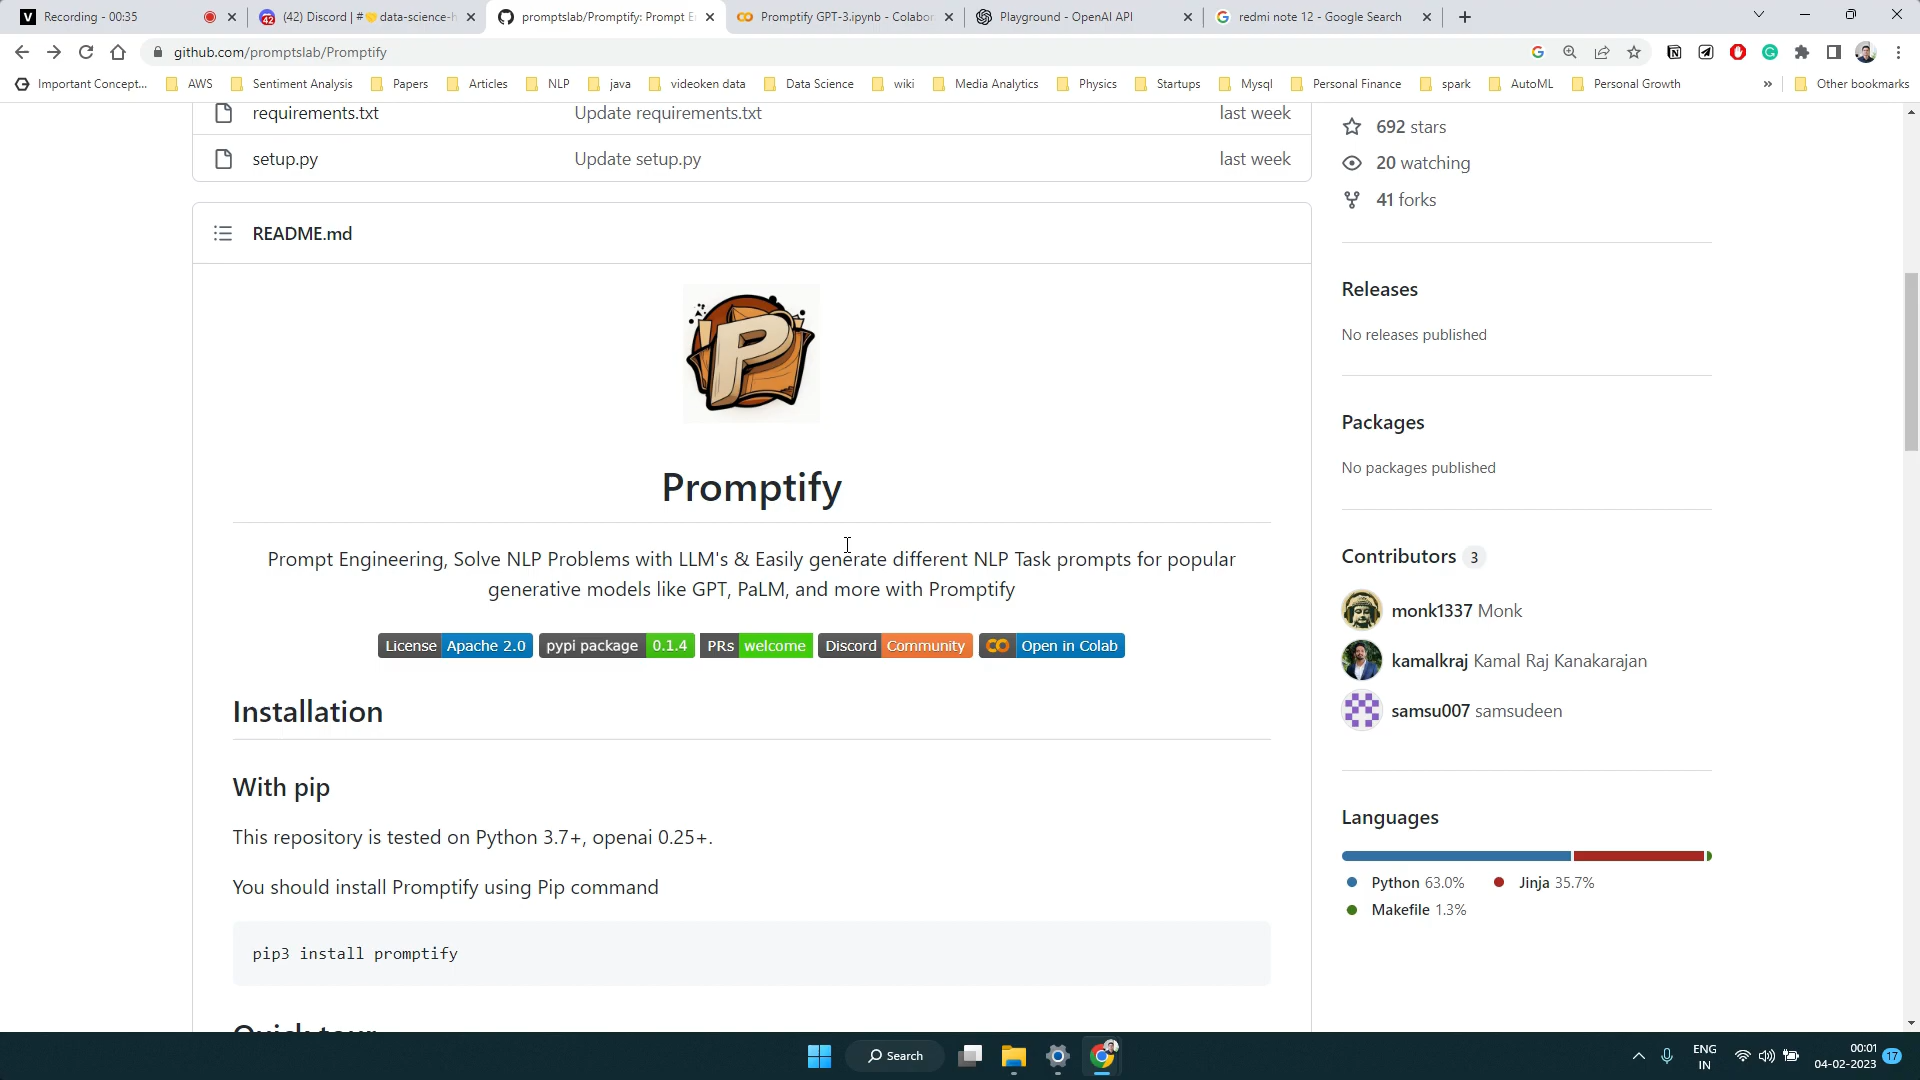 Recording - 00:35
(42) Discord | # data-science-h
promptslab/Promptify: Prompt E
Promptify GPT-3.ipynb - Colabor
Playground - OpenAI API
redmi note 12 - Google Search
github.com/promptslab/Promptify
Important Concept...
AWS
Sentiment Analysis
Papers
Articles
NLP
java
videoken data
Data Science
wiki
Media Analytics
Physics
Startups
Mysql
Personal Finance
spark
AutoML
Personal Growth
»
Other bookmarks
requirements.txt Update requirements.txt last week
setup.py Update setup.py last week
README.md
P
Promptify
Prompt Engineering, Solve NLP Problems with LLM's & Easily generate different NLP Task prompts for popular
generative models like GPT, PaLM, and more with Promptify
License Apache 2.0 pypi package 0.1.4 PRs welcome Discord Community Open in Colab
Installation
With pip
This repository is tested on Python 3.7+, openai 0.25+.
You should install Promptify using Pip command
pip3 install promptify
Quick tour
692 stars
20 watching
41 forks
Releases
No releases published
Packages
No packages published
Contributors 3
monk1337 Monk
kamalkraj Kamal Raj Kanakarajan
samsu007 samsudeen
Languages
Python 63.0% Jinja 35.7%
Makefile 1.3%
Search
ENG
IN
00:01
04-02-2023
17